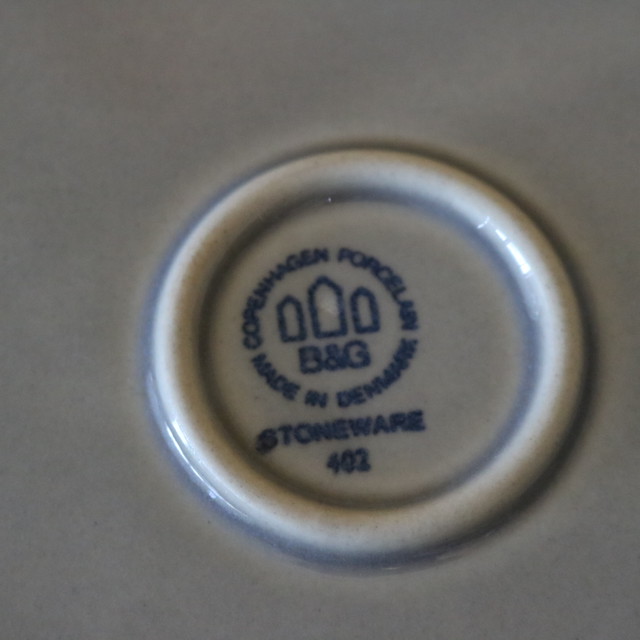 COPENHAGEN PORCELAIN
B&G
MADE IN DENMARK
STONEWARE
402